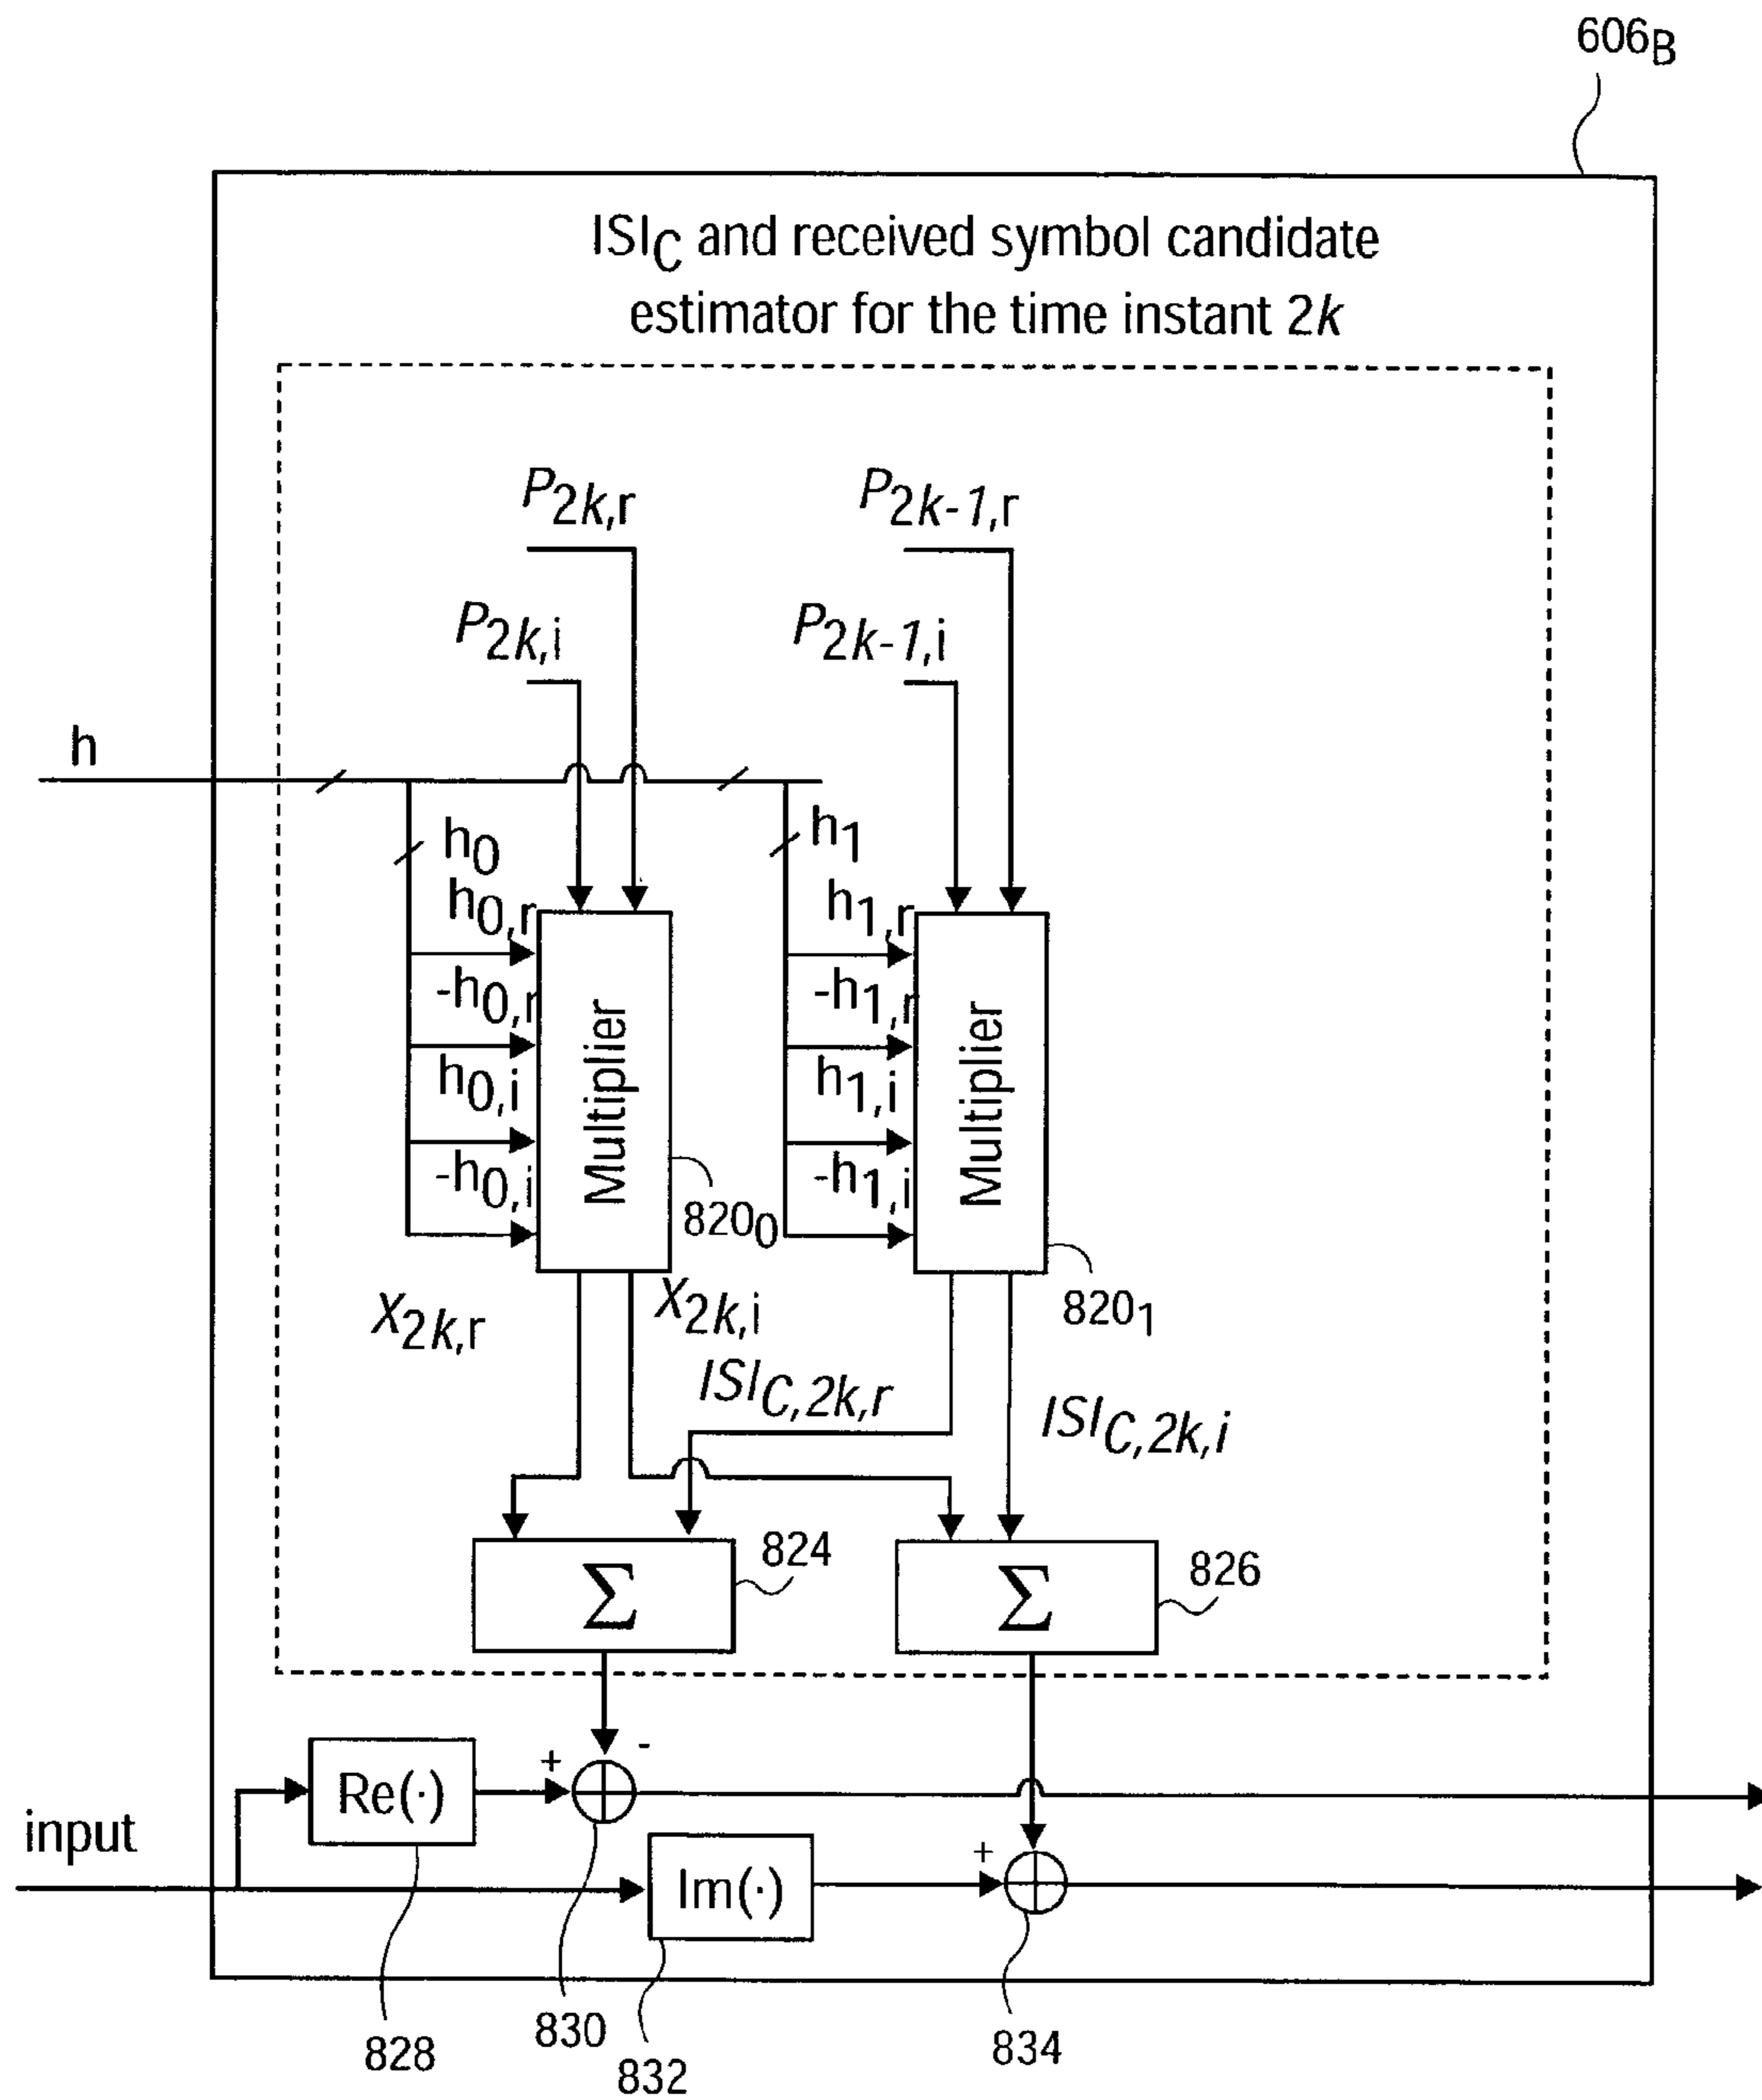 606B
ISIC and received symbol candidate
estimator for the time instant 2k
P2k,r
P2k-1,r
P2k,i
P2k-1,i
h
h0
h1
h0,r
h1,r
-h0,r
-h1,r
h0,i
h1,i
-h0,i
-h1,i
Multiplier
Multiplier
8200
8201
X2k,r
X2k,i
ISIC,2k,r
ISIC,2k,i
Σ
824
Σ
826
+
-
Re(·)
input
+
Im(·)
828
830
832
834